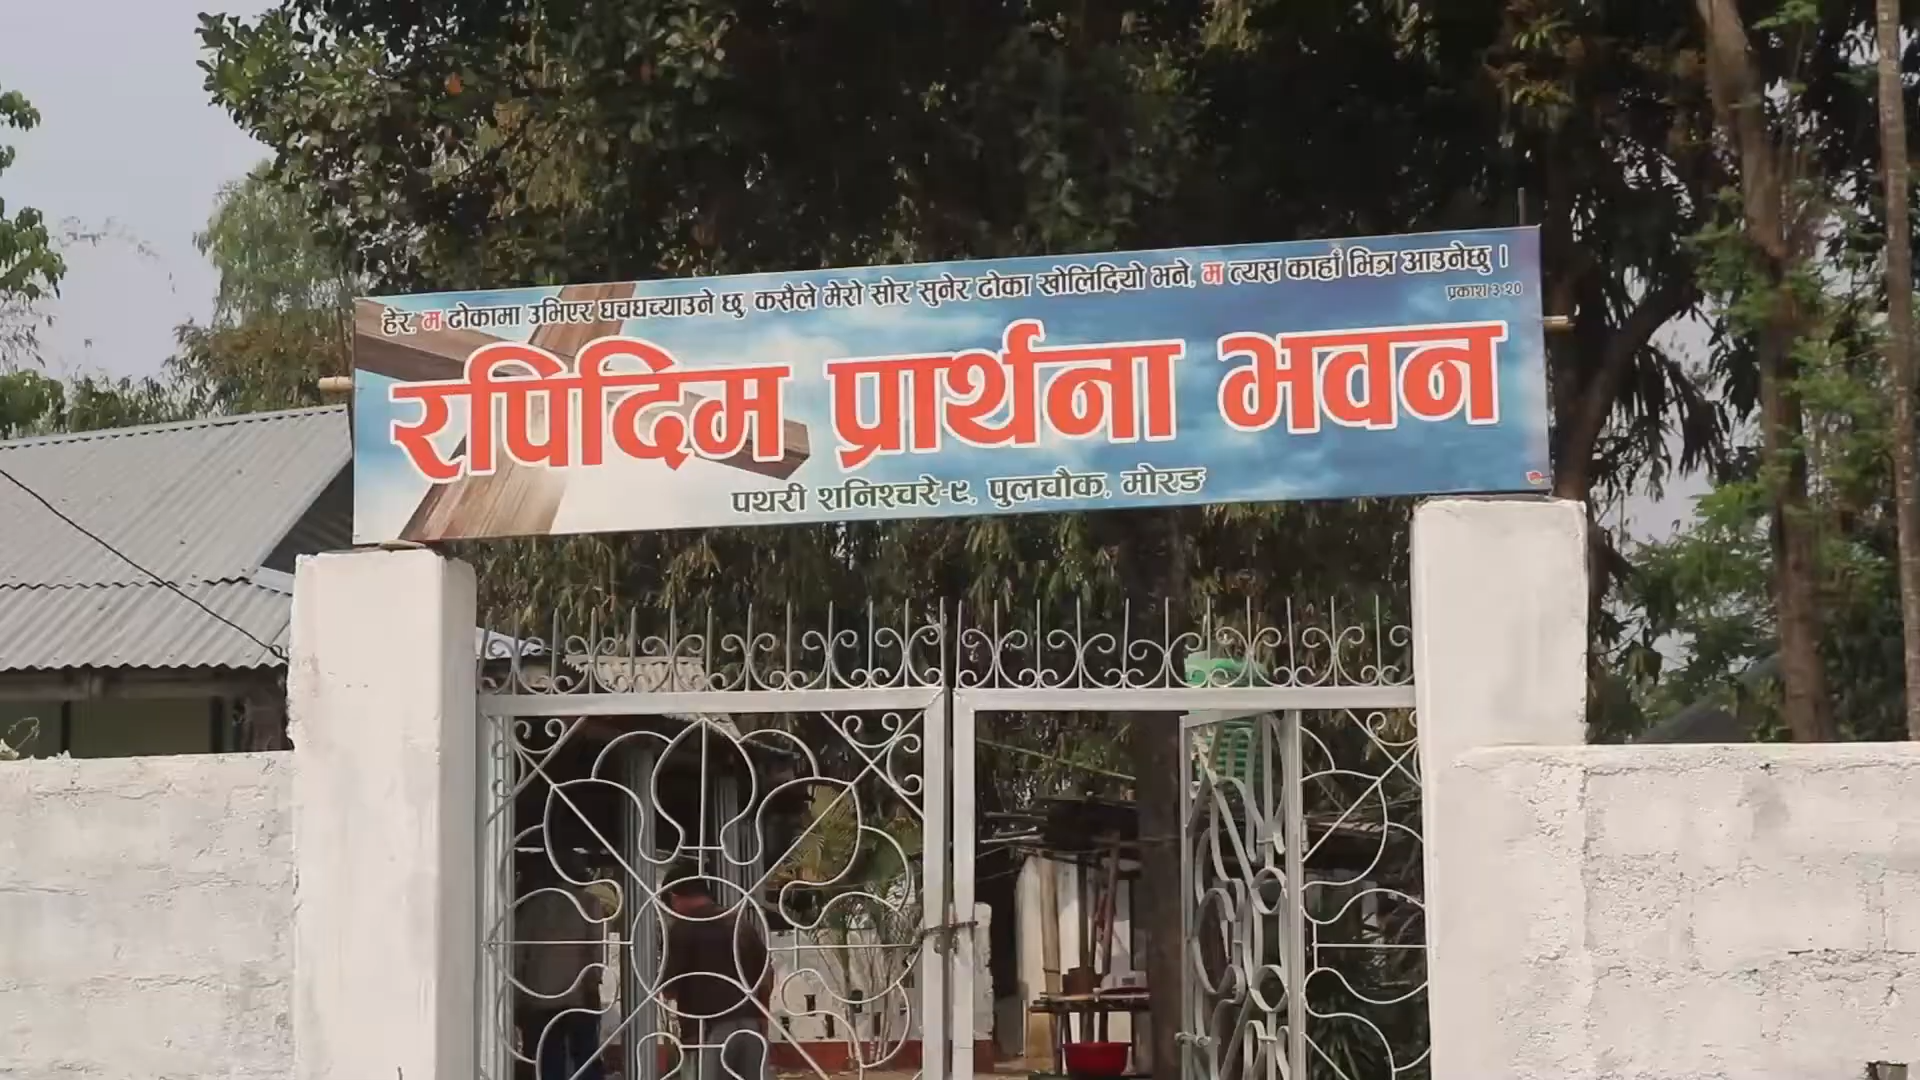 हेर, म ढोकामा उभिएर घचघच्याउने छु, कसैले मेरो सोर सुनेर ढोका खोलिदियो भने, म त्यस काहाँ भित्र आउनेछु ।
प्रकाश ३:२०
रपिदिम प्रार्थना भवन
पथरी शनिश्चरे-९, पुलचौक, मोरङ